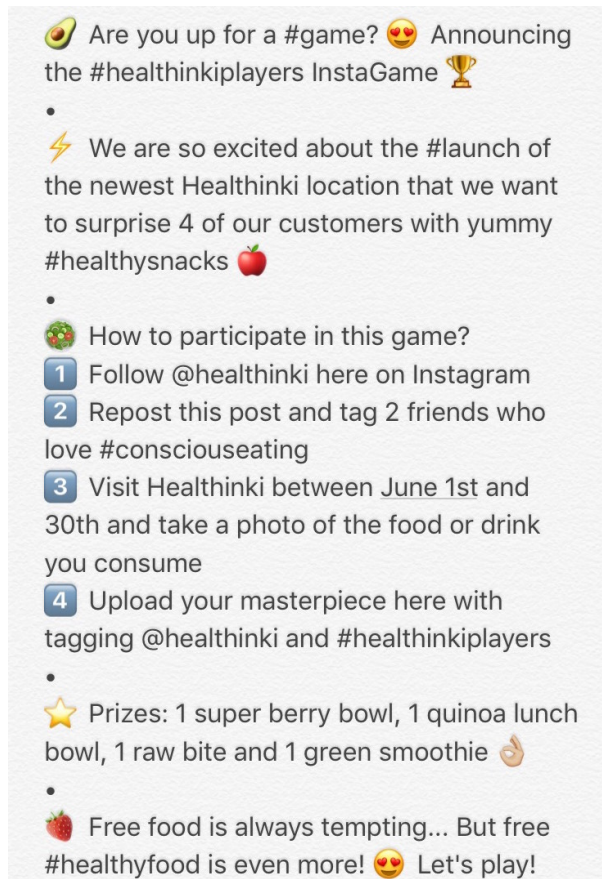 🥑 Are you up for a #game? 😍 Announcing
the #healthinkiplayers InstaGame 🏆
•
⚡ We are so excited about the #launch of
the newest Healthinki location that we want
to surprise 4 of our customers with yummy
#healthysnacks 🍎
•
🥗 How to participate in this game?
1️⃣ Follow @healthinki here on Instagram
2️⃣ Repost this post and tag 2 friends who
love #consciouseating
3️⃣ Visit Healthinki between June 1st and
30th and take a photo of the food or drink
you consume
4️⃣ Upload your masterpiece here with
tagging @healthinki and #healthinkiplayers
•
⭐ Prizes: 1 super berry bowl, 1 quinoa lunch
bowl, 1 raw bite and 1 green smoothie 👌🏼
•
🍓 Free food is always tempting... But free
#healthyfood is even more! 😍 Let's play!